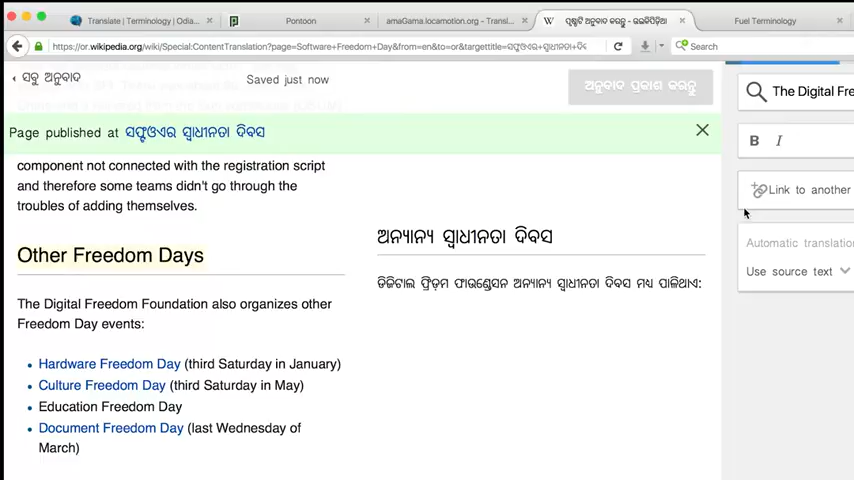 Translate | Terminology | Odia...
Pontoon
amaGama.locamotion.org - Transl...
ପୃଷ୍ଠାଟି ଅନୁବାଦ କରନ୍ତୁ - ଉଇକିପିଡ଼ିଆ
Fuel Terminology
https://or.wikipedia.org/wiki/Special:ContentTranslation?page=Software+Freedom+Day&from=en&to=or&targettitle=ସଫ୍ଟୱେର+ସ୍ୱାଧୀନତା+ଦିବସ
Search
ସବୁ ଅନୁବାଦ
Saved just now
ଅନୁବାଦ ପ୍ରକାଶ କରନ୍ତୁ
The Digital Fre
Page published at ସଫ୍ଟଓଏର ସ୍ୱାଧୀନତା ଦିବସ
B I
component not connected with the registration script
and therefore some teams didn't go through the
troubles of adding themselves.
Link to another
Other Freedom Days
ଅନ୍ୟାନ୍ୟ ସ୍ୱାଧୀନତା ଦିବସ
Automatic translation
Use source text
The Digital Freedom Foundation also organizes other
Freedom Day events:
ଡିଜିଟାଲ ଫ୍ରିଡ଼ମ ଫାଉଣ୍ଡେସନ ଅନ୍ୟାନ୍ୟ ସ୍ୱାଧୀନତା ଦିବସ ମଧ୍ୟ ପାଳିଥାଏ:
• Hardware Freedom Day (third Saturday in January)
• Culture Freedom Day (third Saturday in May)
• Education Freedom Day
• Document Freedom Day (last Wednesday of
March)